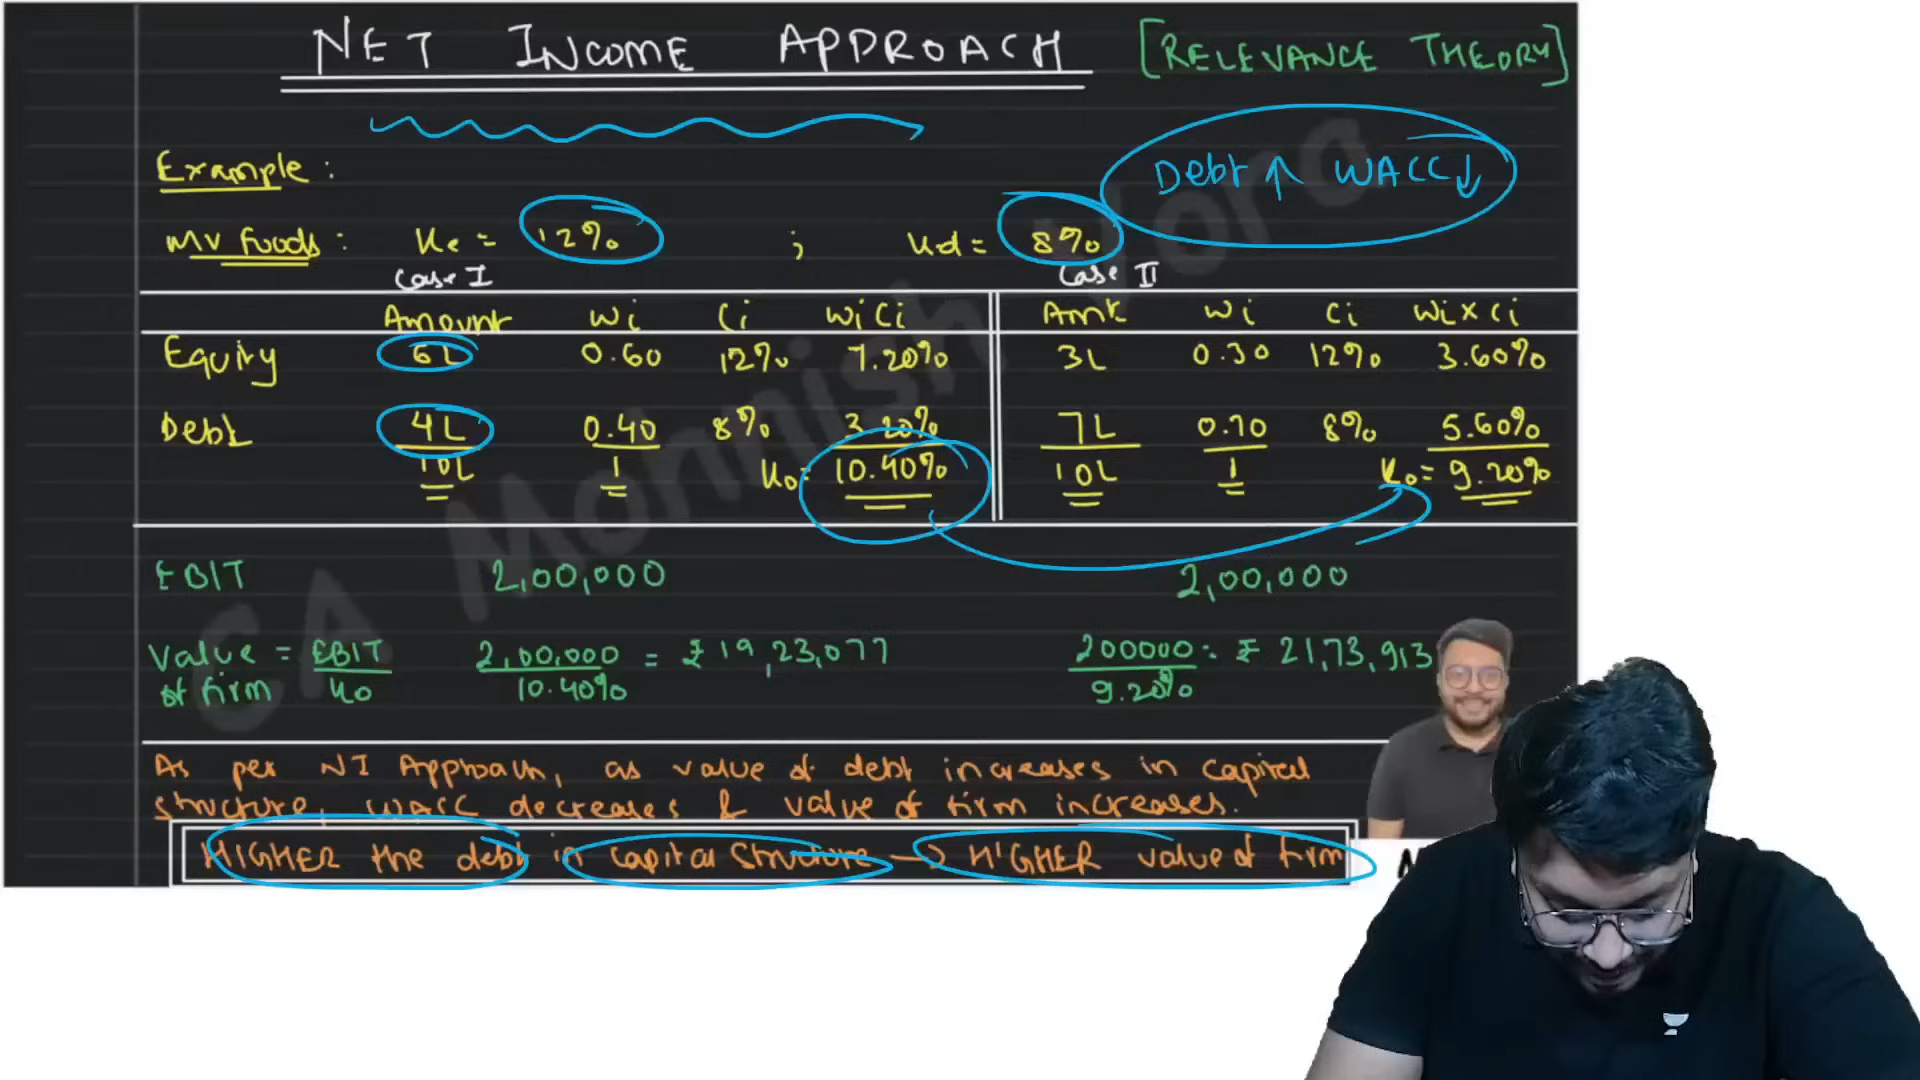 NET INCOME APPROACH [RELEVANCE THEORY]
Example :
Debt ↑ WACC ↓
MV Foods : Ke = 12% ; Kd = 8%
Case I Case II
Amount Wi Ci WiCi Amt Wi Ci Wi x Ci
Equity 6L 0.60 12% 7.20% 3L 0.30 12% 3.60%
Debt 4L 0.40 8% 3.20% 7L 0.70 8% 5.60%
10L 1 Ko = 10.40% 10L 1 Ko = 9.20%
EBIT 2,00,000 2,00,000
Value of firm = EBIT / Ko 2,00,000 / 10.40% = ₹ 19,23,077 200000 / 9.20% = ₹ 21,73,913
As per NI Approach, as value of debt increases in capital
structure, WACC decreases & value of firm increases.
HIGHER the debt in capital structure → HIGHER value of firm
CA Monnish Vora